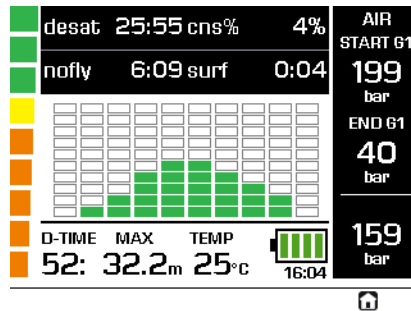 desat 25:55 cns% 4%
nofly 6:09 surf 0:04
D-TIME MAX TEMP
52: 32.2m 25°C
16:04
AIR
START G1
199
bar
END G1
40
bar
159
bar